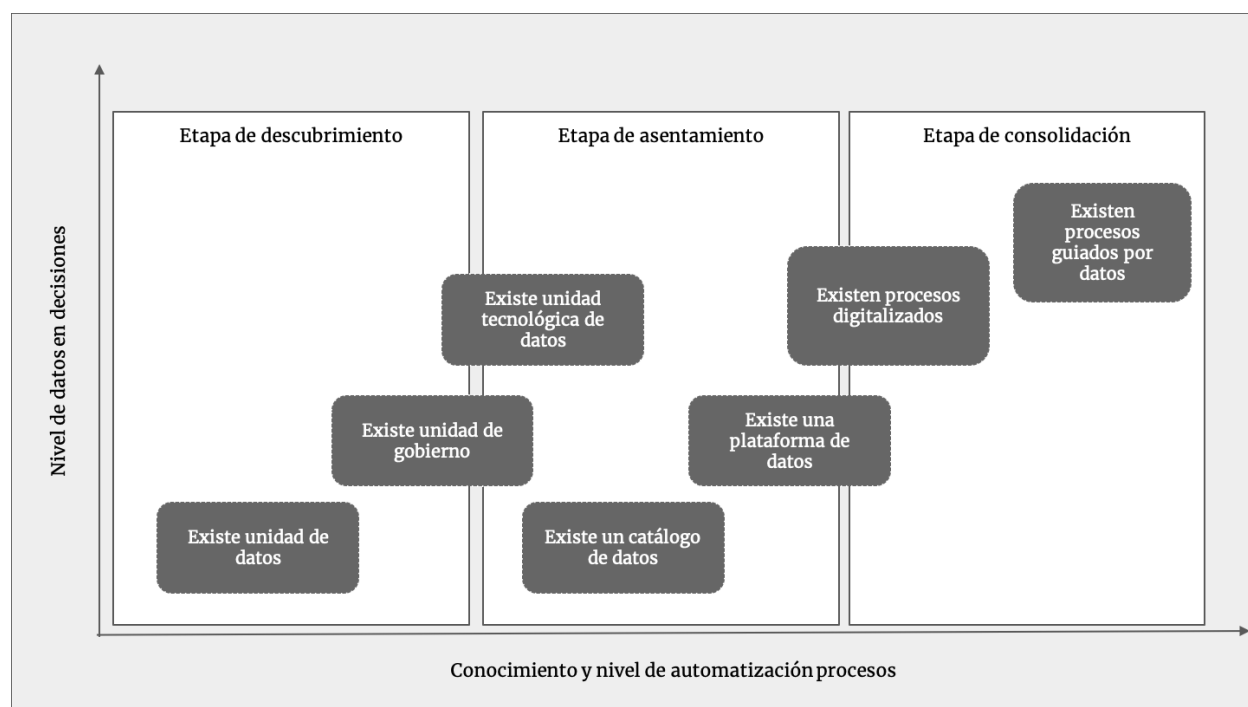 Etapa de descubrimiento
Etapa de asentamiento
Etapa de consolidación
Existen
procesos
guiados por
datos
Existen procesos
digitalizados
Existe unidad
tecnológica de
datos
Existe unidad de
gobierno
Existe una
plataforma de
datos
Existe unidad de
datos
Existe un catálogo
de datos
Nivel de datos en decisiones
Conocimiento y nivel de automatización procesos